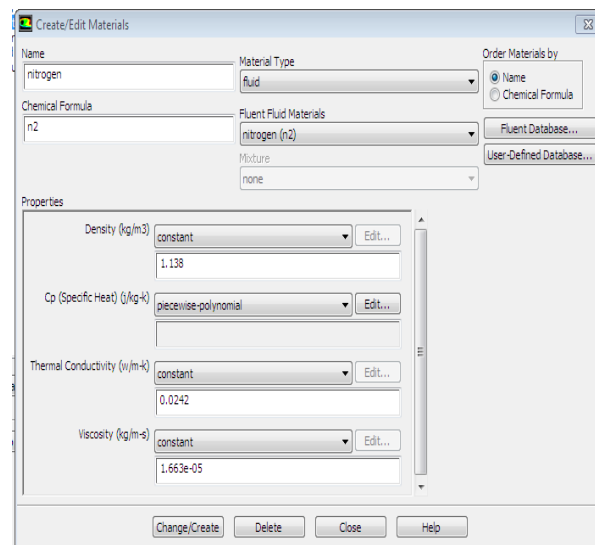 Create/Edit Materials
Name
nitrogen
Material Type
fluid
Order Materials by
Name
Chemical Formula
Chemical Formula
n2
Fluent Fluid Materials
nitrogen (n2)
Fluent Database...
User-Defined Database...
Mixture
none
Properties
Density (kg/m3) constant Edit...
1.138
Cp (Specific Heat) (j/kg-k) piecewise-polynomial Edit...
Thermal Conductivity (w/m-k) constant Edit...
0.0242
Viscosity (kg/m-s) constant Edit...
1.663e-05
Change/Create Delete Close Help